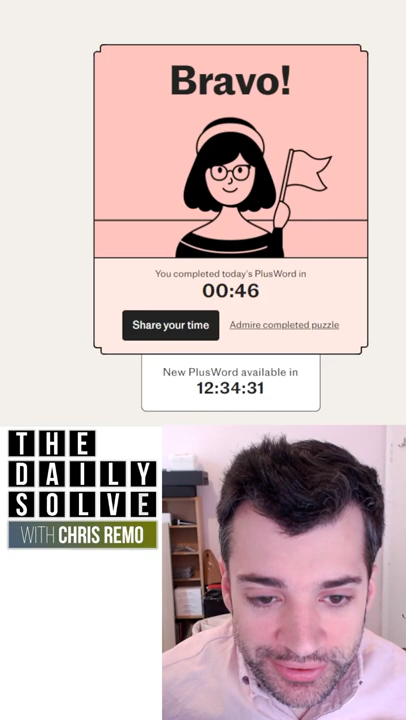 Bravo!
You completed today's PlusWord in
00:46
Share your time
Admire completed puzzle
New PlusWord available in
12:34:31
THE
DAILY
SOLVE
WITH CHRIS REMO